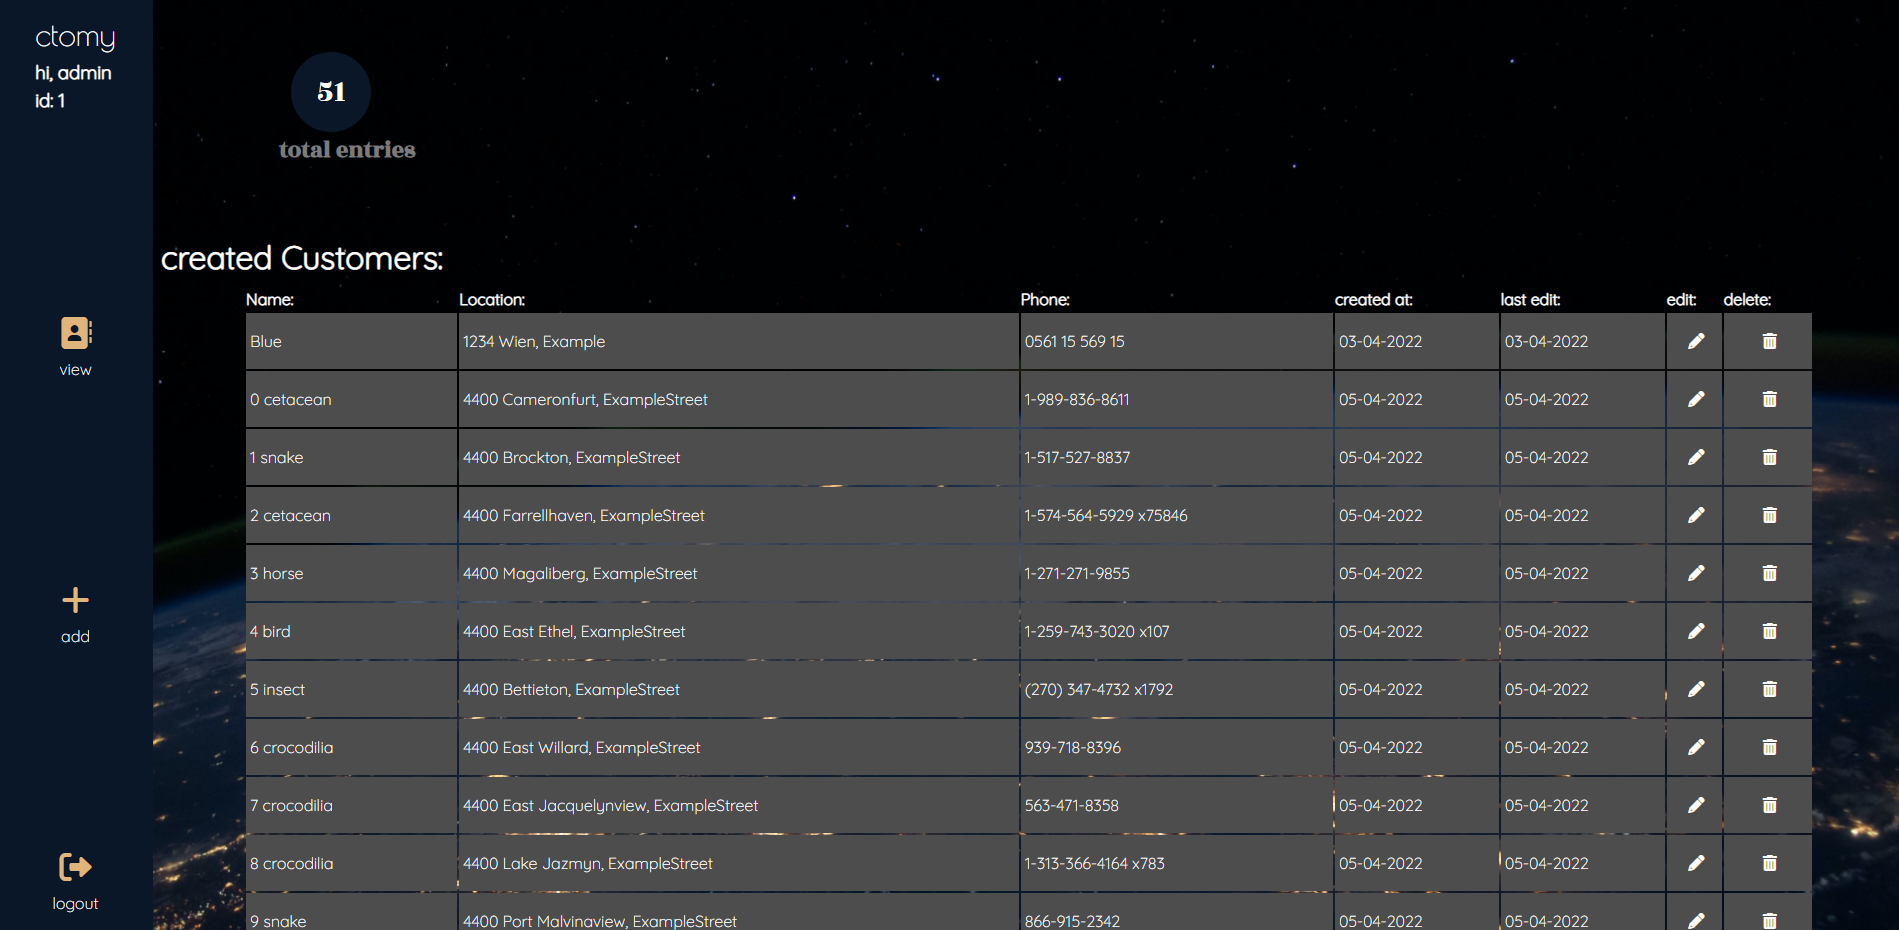 ctomy
hi, admin
id: 1
view
add
logout
51
total entries
created Customers:
Name: Location: Phone: created at: last edit: edit: delete:
Blue 1234 Wien, Example 0561 15 569 15 03-04-2022 03-04-2022
0 cetacean 4400 Cameronfurt, ExampleStreet 1-989-836-8611 05-04-2022 05-04-2022
1 snake 4400 Brockton, ExampleStreet 1-517-527-8837 05-04-2022 05-04-2022
2 cetacean 4400 Farrellhaven, ExampleStreet 1-574-564-5929 x75846 05-04-2022 05-04-2022
3 horse 4400 Magaliberg, ExampleStreet 1-271-271-9855 05-04-2022 05-04-2022
4 bird 4400 East Ethel, ExampleStreet 1-259-743-3020 x107 05-04-2022 05-04-2022
5 insect 4400 Bettieton, ExampleStreet (270) 347-4732 x1792 05-04-2022 05-04-2022
6 crocodilia 4400 East Willard, ExampleStreet 939-718-8396 05-04-2022 05-04-2022
7 crocodilia 4400 East Jacquelynview, ExampleStreet 563-471-8358 05-04-2022 05-04-2022
8 crocodilia 4400 Lake Jazmyn, ExampleStreet 1-313-366-4164 x783 05-04-2022 05-04-2022
9 snake 4400 Port Malvinaview, ExampleStreet 866-915-2342 05-04-2022 05-04-2022